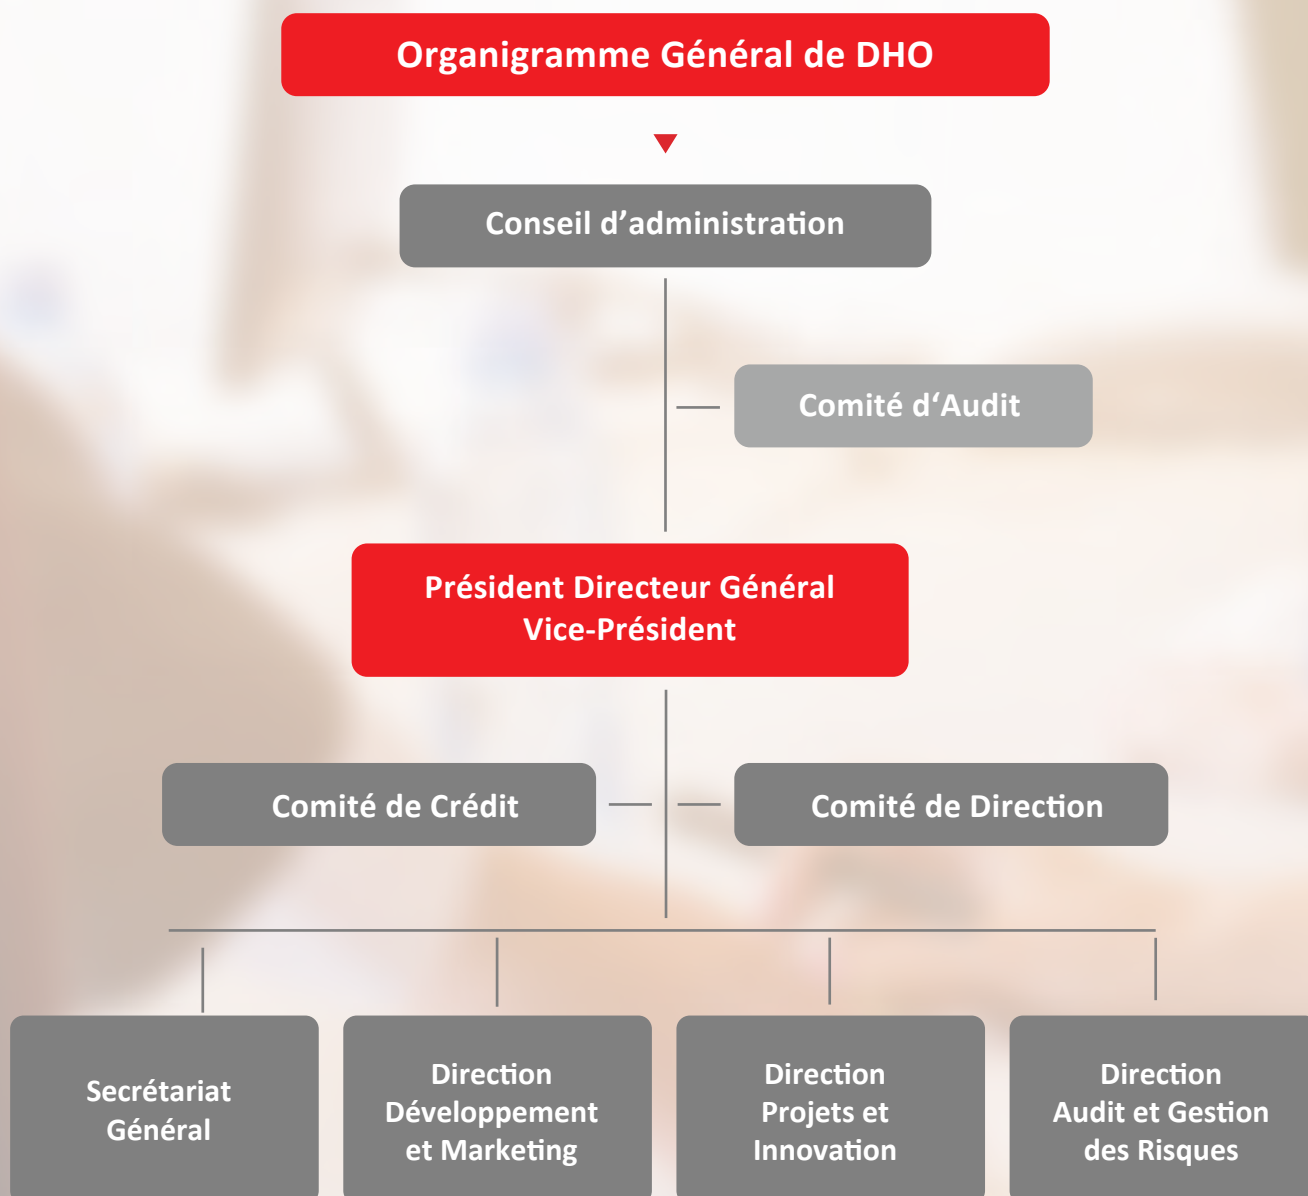 Organigramme Général de DHO
Conseil d’administration
Comité d‘Audit
Président Directeur Général
Vice-Président
Comité de Crédit
Comité de Direction
Secrétariat
Général
Direction
Développement
et Marketing
Direction
Projets et
Innovation
Direction
Audit et Gestion
des Risques